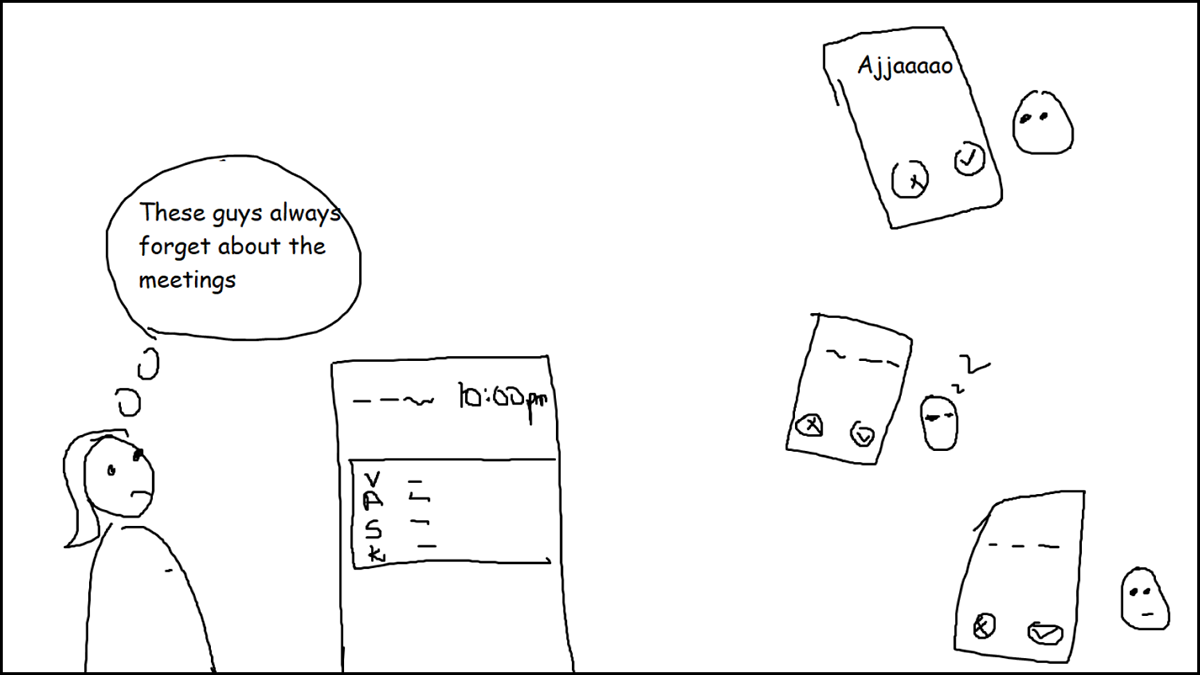 These guys always
forget about the
meetings
10:00pm
V
A
S
K
Ajjaaaao
z
z